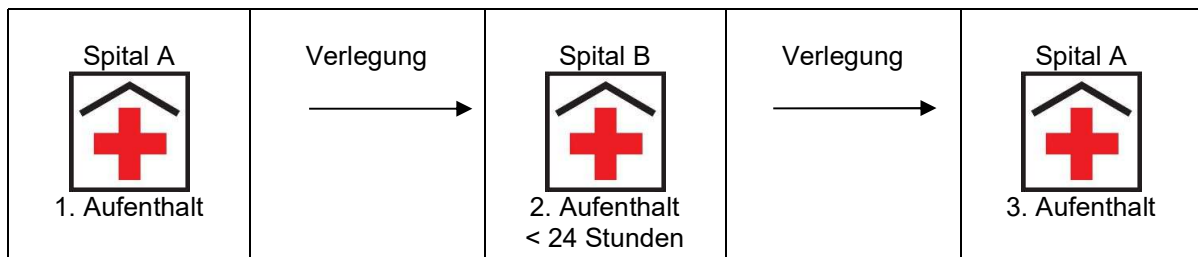 Spital A
Verlegung
Spital B
Verlegung
Spital A
1. Aufenthalt
2. Aufenthalt
3. Aufenthalt
< 24 Stunden